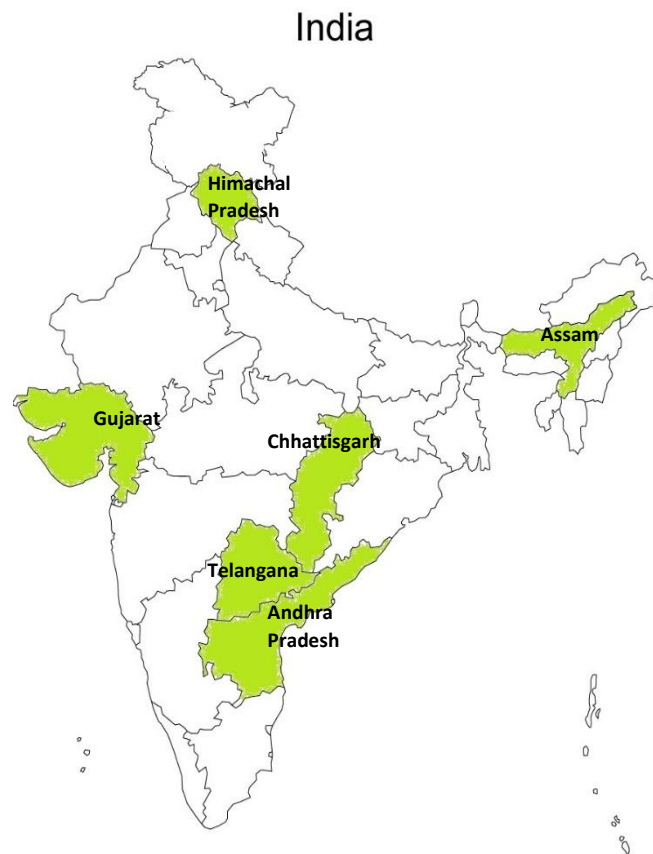 India
Himachal
Pradesh
Assam
Gujarat
Chhattisgarh
Telangana
Andhra
Pradesh